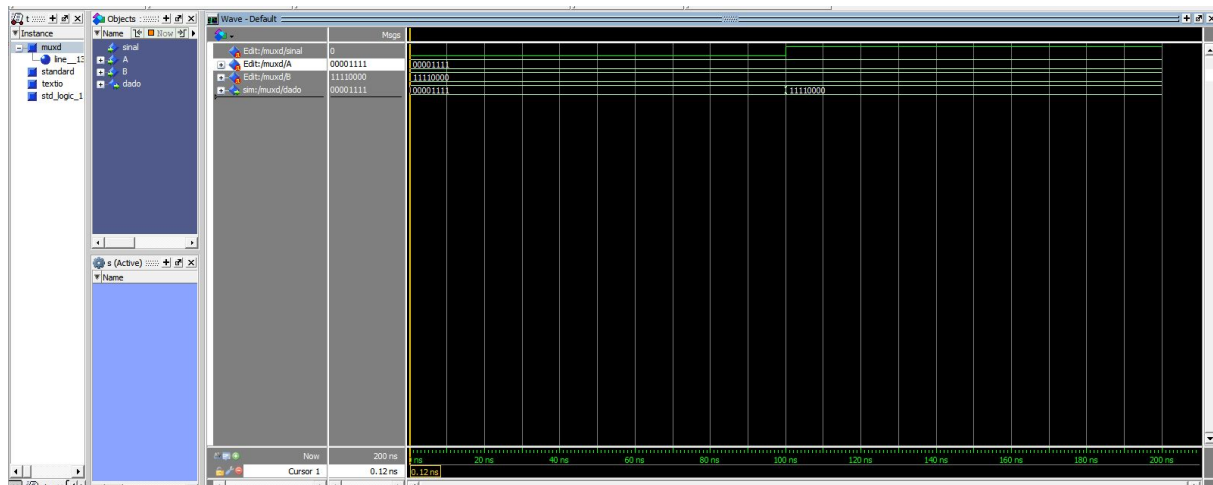 t
Instance
muxd
line__13
standard
textio
std_logic_1
Objects
Name
Now
sinal
A
B
dado
s (Active)
Name
Wave - Default
Msgs
Edit:/muxd/sinal 0
Edit:/muxd/A 00001111 00001111
Edit:/muxd/B 11110000 11110000
sim:/muxd/dado 00001111 00001111 11110000
Now 200 ns ns 20 ns 40 ns 60 ns 80 ns 100 ns 120 ns 140 ns 160 ns 180 ns 200 ns
Cursor 1 0.12 ns 0.12 ns